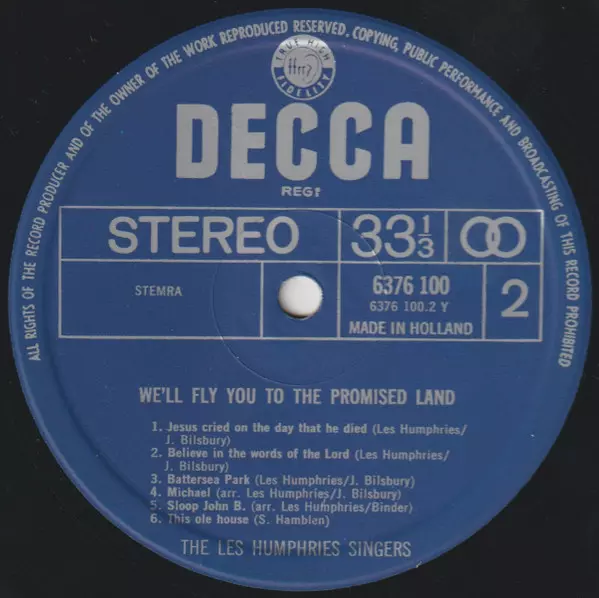 ALL RIGHTS OF THE RECORD PRODUCER AND OF THE OWNER OF THE WORK REPRODUCED RESERVED. COPYING, PUBLIC PERFORMANCE AND BROADCASTING OF THIS RECORD PROHIBITED
TRUE HIGH
ffrr
FIDELITY
DECCA
REGD
STEREO
33 1/3
STEMRA
6376 100
6376 100.2 Y
MADE IN HOLLAND
2
WE'LL FLY YOU TO THE PROMISED LAND
1. Jesus cried on the day that he died (Les Humphries/
J. Bilsbury)
2. Believe in the words of the Lord (Les Humphries/
J. Bilsbury)
3. Battersea Park (Les Humphries/J. Bilsbury)
4. Michael (arr. Les Humphries/J. Bilsbury)
5. Sloop John B. (arr. Les Humphries/Binder)
6. This ole house (S. Hamblen)
THE LES HUMPHRIES SINGERS